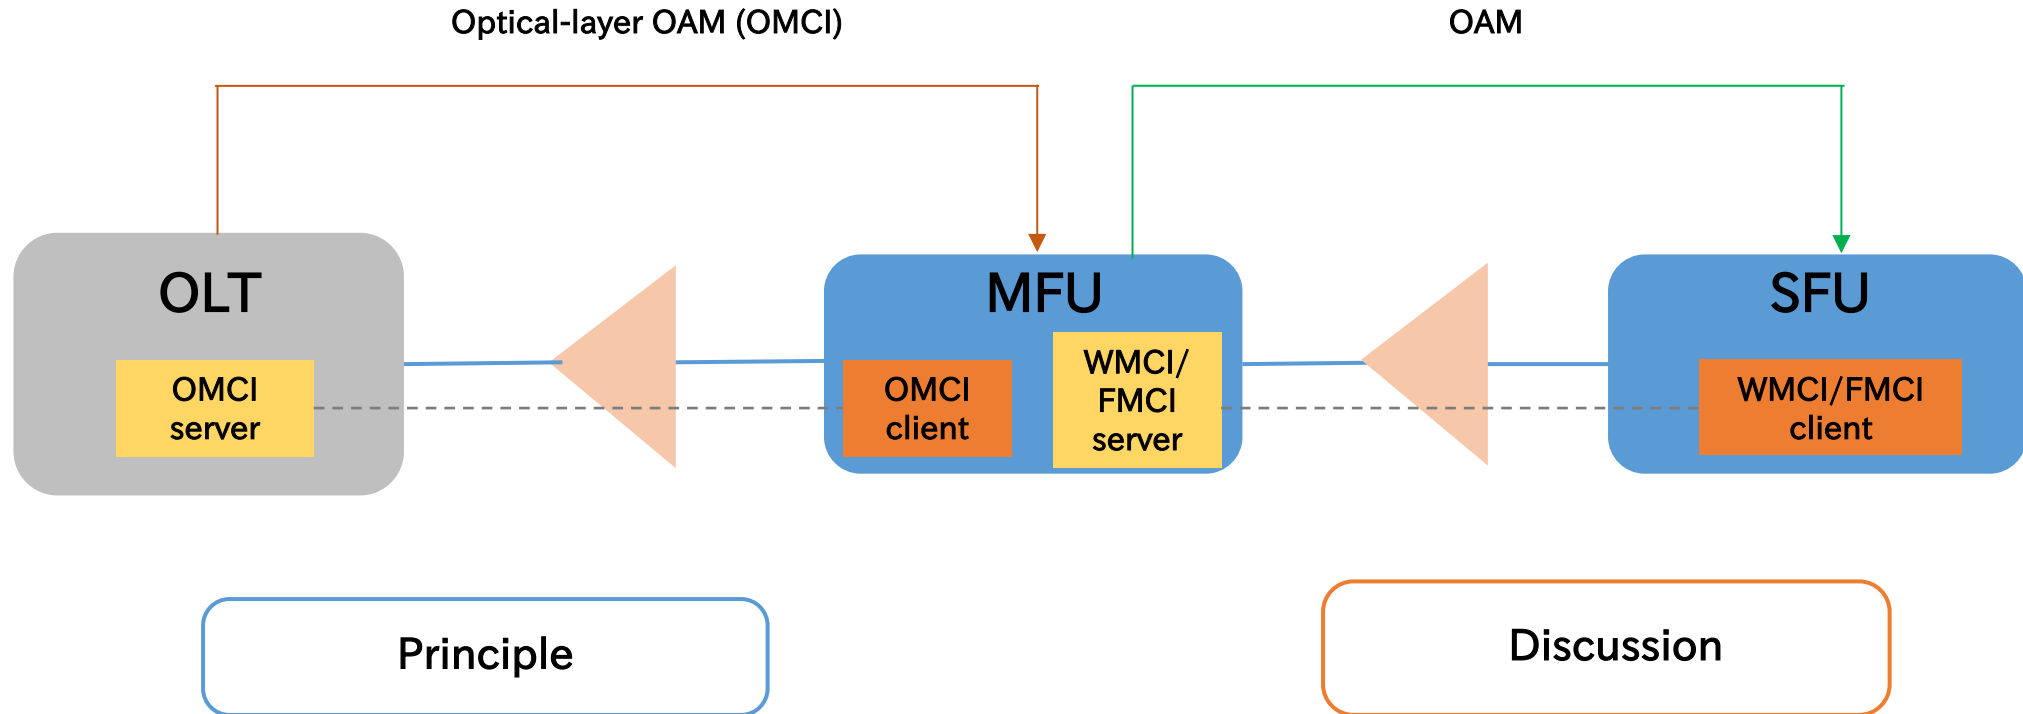 Optical-layer OAM (OMCI)
OAM
OLT
MFU
SFU
OMCI
server
OMCI
client
WMCI/
FMCI
server
WMCI/FMCI
client
Principle
Discussion